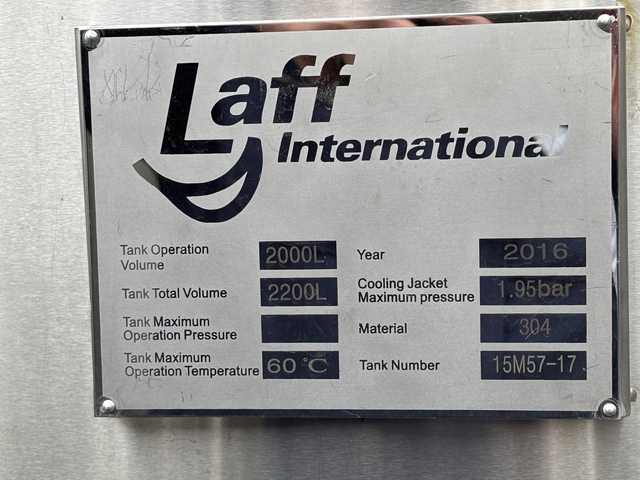 Laff
International
Tank Operation Volume 2000L
Year 2016
Tank Total Volume 2200L
Cooling Jacket Maximum pressure 1.95bar
Tank Maximum Operation Pressure
Material 304
Tank Maximum Operation Temperature 60 ℃
Tank Number 15M57-17